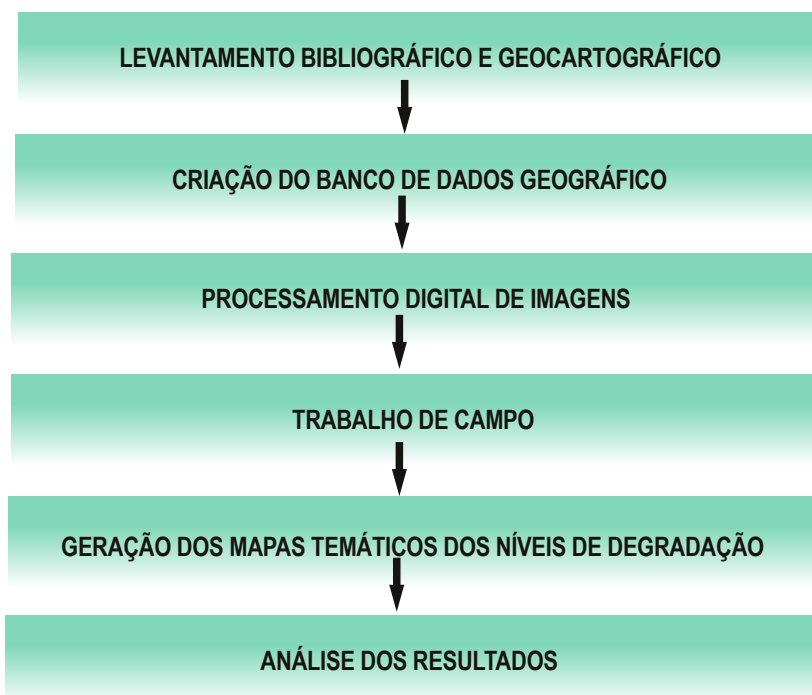 LEVANTAMENTO BIBLIOGRÁFICO E GEOCARTOGRÁFICO
CRIAÇÃO DO BANCO DE DADOS GEOGRÁFICO
PROCESSAMENTO DIGITAL DE IMAGENS
TRABALHO DE CAMPO
GERAÇÃO DOS MAPAS TEMÁTICOS DOS NÍVEIS DE DEGRADAÇÃO
ANÁLISE DOS RESULTADOS